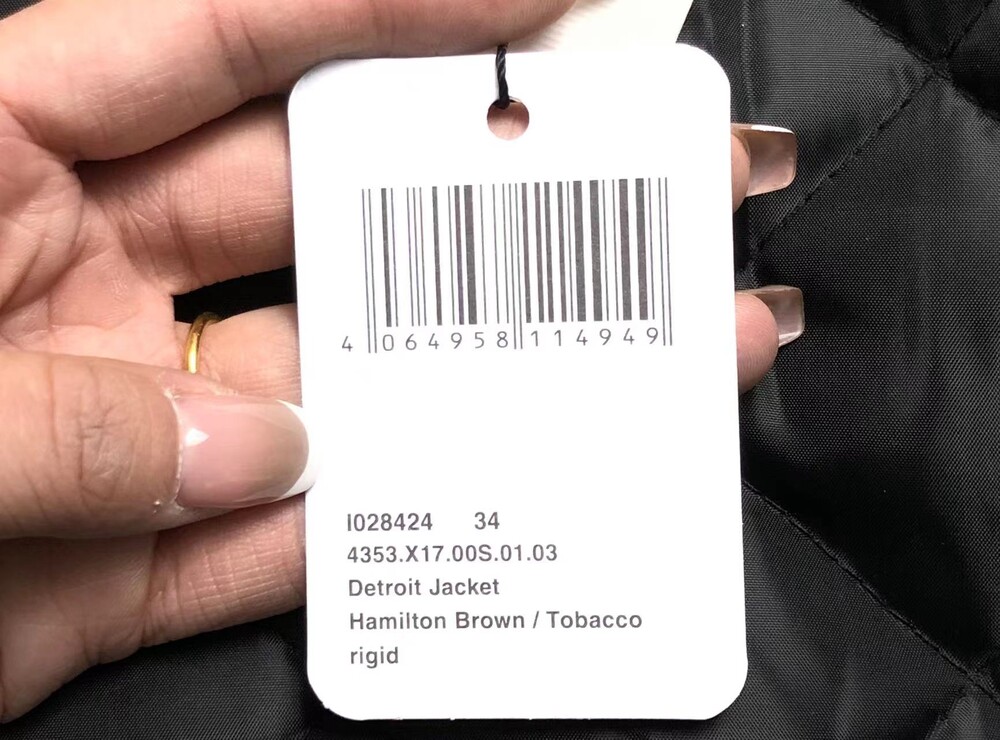 4 064958 114949
I028424 34
4353.X17.00S.01.03
Detroit Jacket
Hamilton Brown / Tobacco
rigid